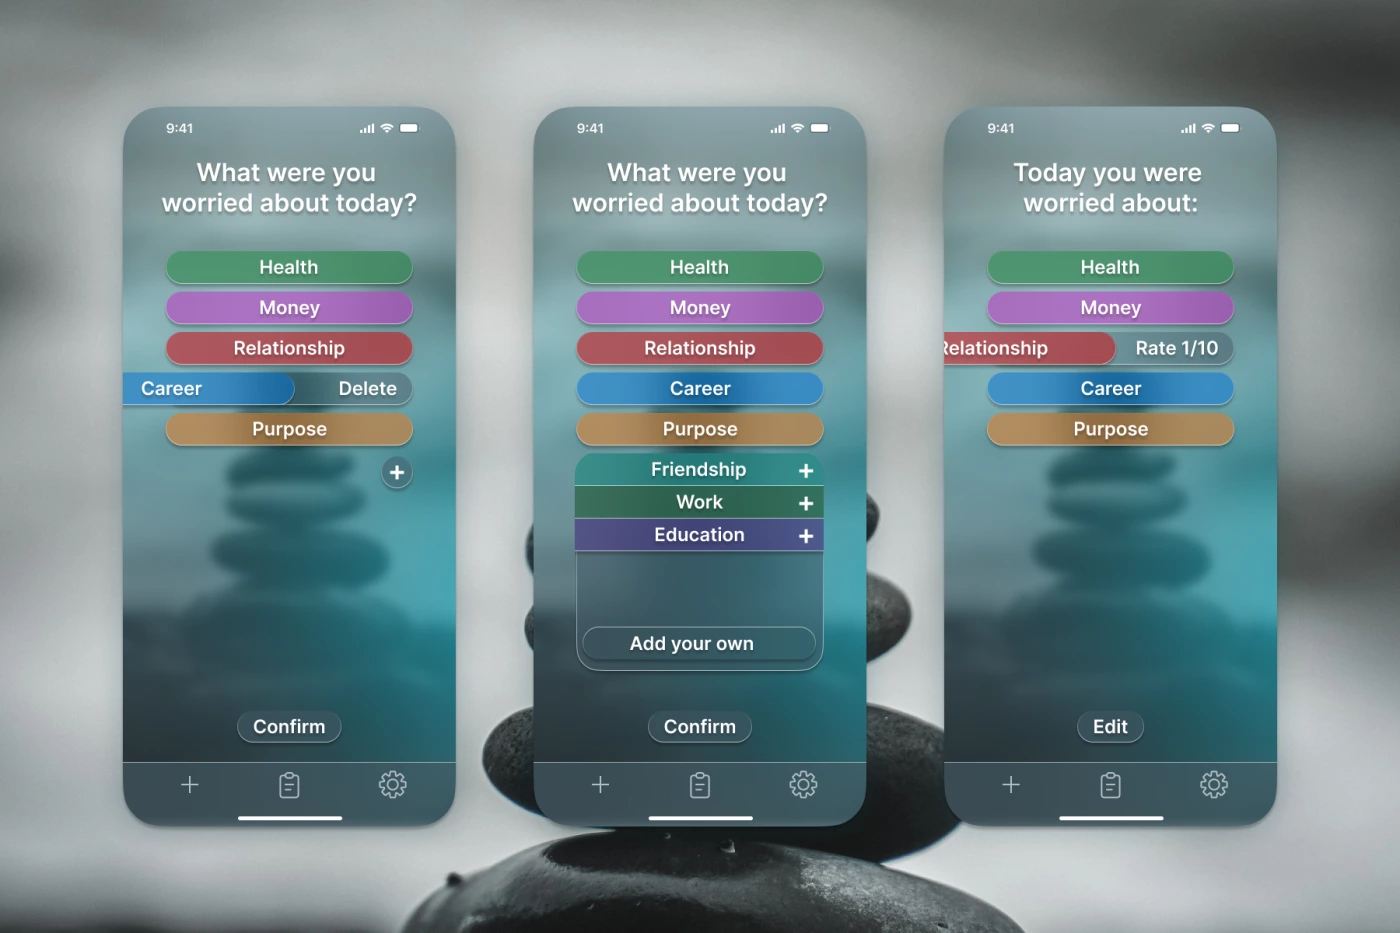 9:41
What were you
worried about today?
Health
Money
Relationship
Career Delete
Purpose
+
Confirm
9:41
What were you
worried about today?
Health
Money
Relationship
Career
Purpose
Friendship +
Work +
Education +
Add your own
Confirm
9:41
Today you were
worried about:
Health
Money
Relationship Rate 1/10
Career
Purpose
Edit